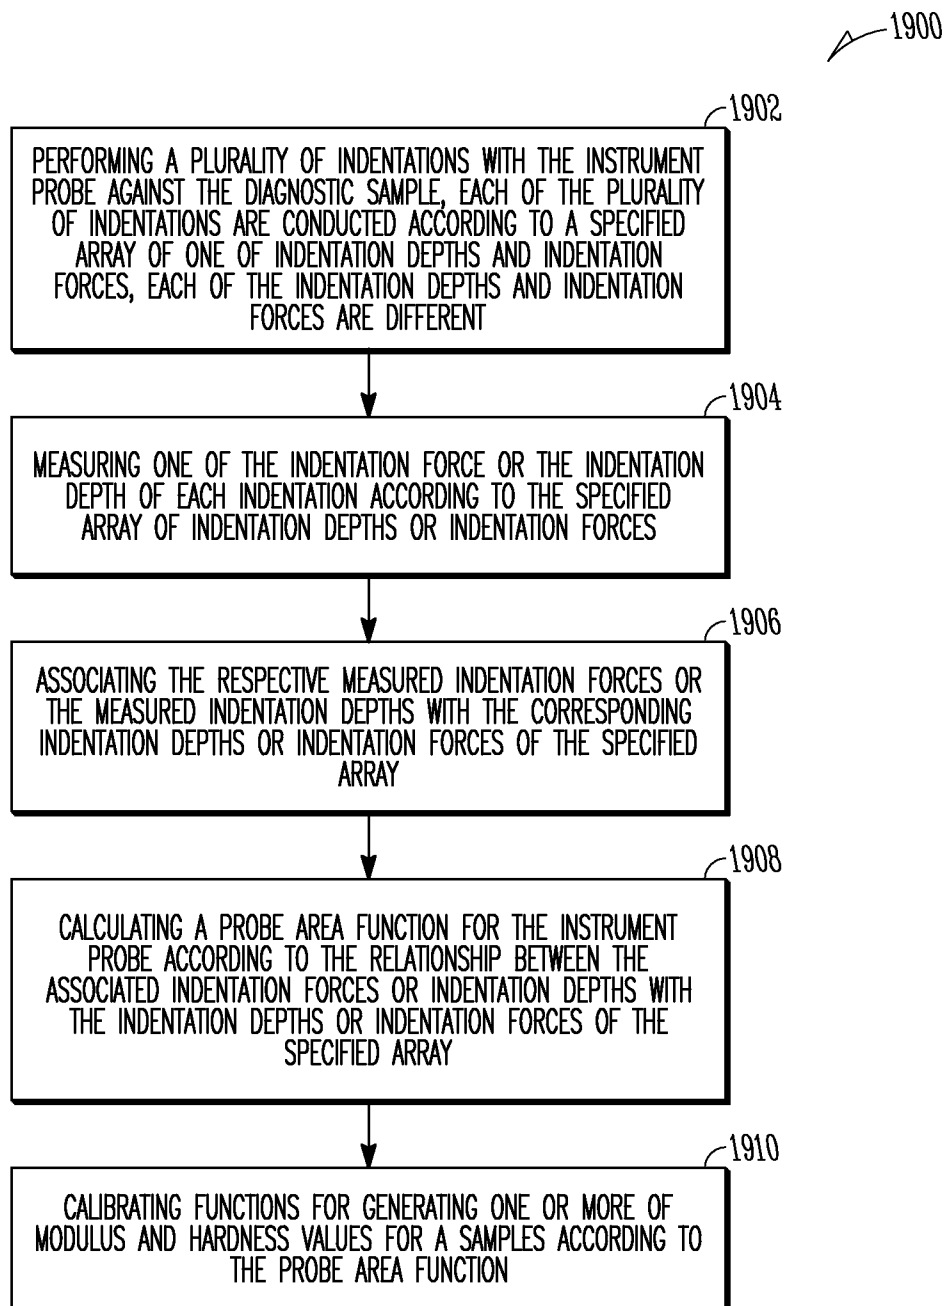 1900
1902
PERFORMING A PLURALITY OF INDENTATIONS WITH THE INSTRUMENT
PROBE AGAINST THE DIAGNOSTIC SAMPLE, EACH OF THE PLURALITY
OF INDENTATIONS ARE CONDUCTED ACCORDING TO A SPECIFIED
ARRAY OF ONE OF INDENTATION DEPTHS AND INDENTATION
FORCES, EACH OF THE INDENTATION DEPTHS AND INDENTATION
FORCES ARE DIFFERENT
1904
MEASURING ONE OF THE INDENTATION FORCE OR THE INDENTATION
DEPTH OF EACH INDENTATION ACCORDING TO THE SPECIFIED
ARRAY OF INDENTATION DEPTHS OR INDENTATION FORCES
1906
ASSOCIATING THE RESPECTIVE MEASURED INDENTATION FORCES OR
THE MEASURED INDENTATION DEPTHS WITH THE CORRESPONDING
INDENTATION DEPTHS OR INDENTATION FORCES OF THE SPECIFIED
ARRAY
1908
CALCULATING A PROBE AREA FUNCTION FOR THE INSTRUMENT
PROBE ACCORDING TO THE RELATIONSHIP BETWEEN THE
ASSOCIATED INDENTATION FORCES OR INDENTATION DEPTHS WITH
THE INDENTATION DEPTHS OR INDENTATION FORCES OF THE
SPECIFIED ARRAY
1910
CALIBRATING FUNCTIONS FOR GENERATING ONE OR MORE OF
MODULUS AND HARDNESS VALUES FOR A SAMPLES ACCORDING TO
THE PROBE AREA FUNCTION